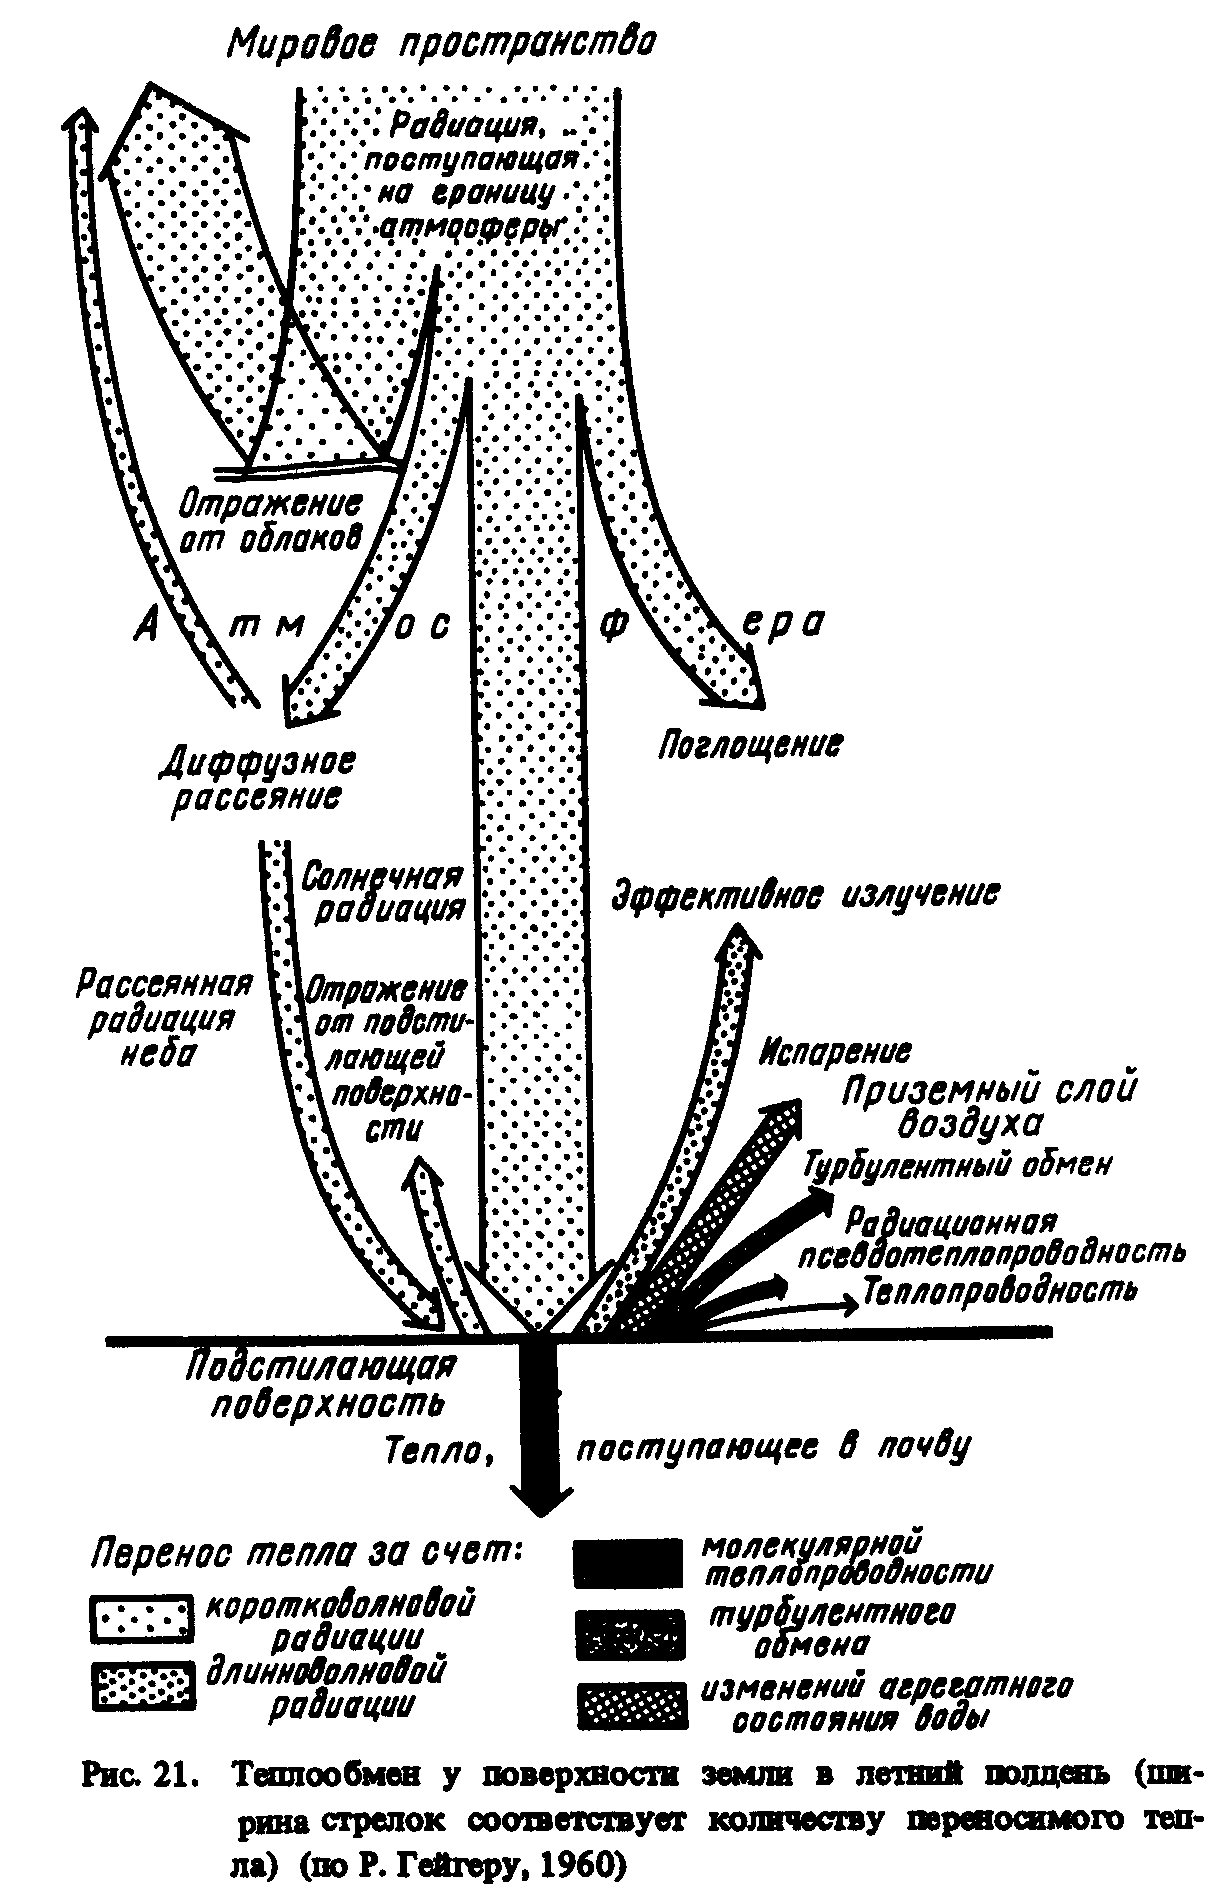 Мировое пространство
Радиация,
поступающая
на границу
атмосферы
Отражение
от облаков
Атмосфера
Диффузное
рассеяние
Поглощение
Солнечная
радиация
Эффективное излучение
Рассеянная
радиация
неба
Отражение
от подсти-
лающей
поверхно-
сти
Испарение
Приземный слой
воздуха
Турбулентный обмен
Радиационная
псевдотеплопроводность
Теплопроводность
Подстилающая
поверхность
Тепло, поступающее в почву
Перенос тепла за счет:
коротковолновой
радиации
длинноволновой
радиации
молекулярной
теплопроводности
турбулентного
обмена
изменений агрегатного
состояния воды
Рис. 21. Теплообмен у поверхности земли в летний полдень (ши-
рина стрелок соответствует количеству переносимого теп-
ла) (по Р. Гейгеру, 1960)